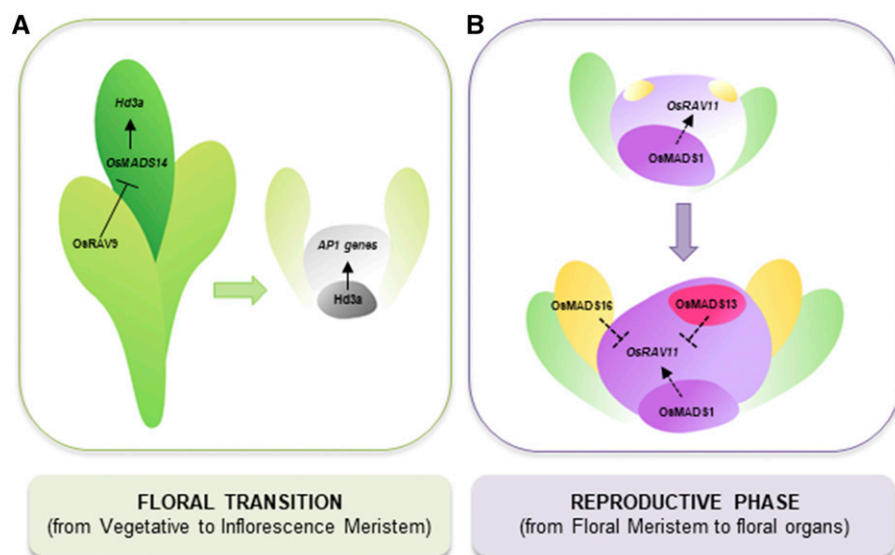 A
Hd3a
OsMADS14
OsRAV9
AP1 genes
Hd3a
FLORAL TRANSITION
(from Vegetative to Inflorescence Meristem)
B
OsRAV11
OsMADS1
OsMADS16
OsMADS13
OsRAV11
OsMADS1
REPRODUCTIVE PHASE
(from Floral Meristem to floral organs)